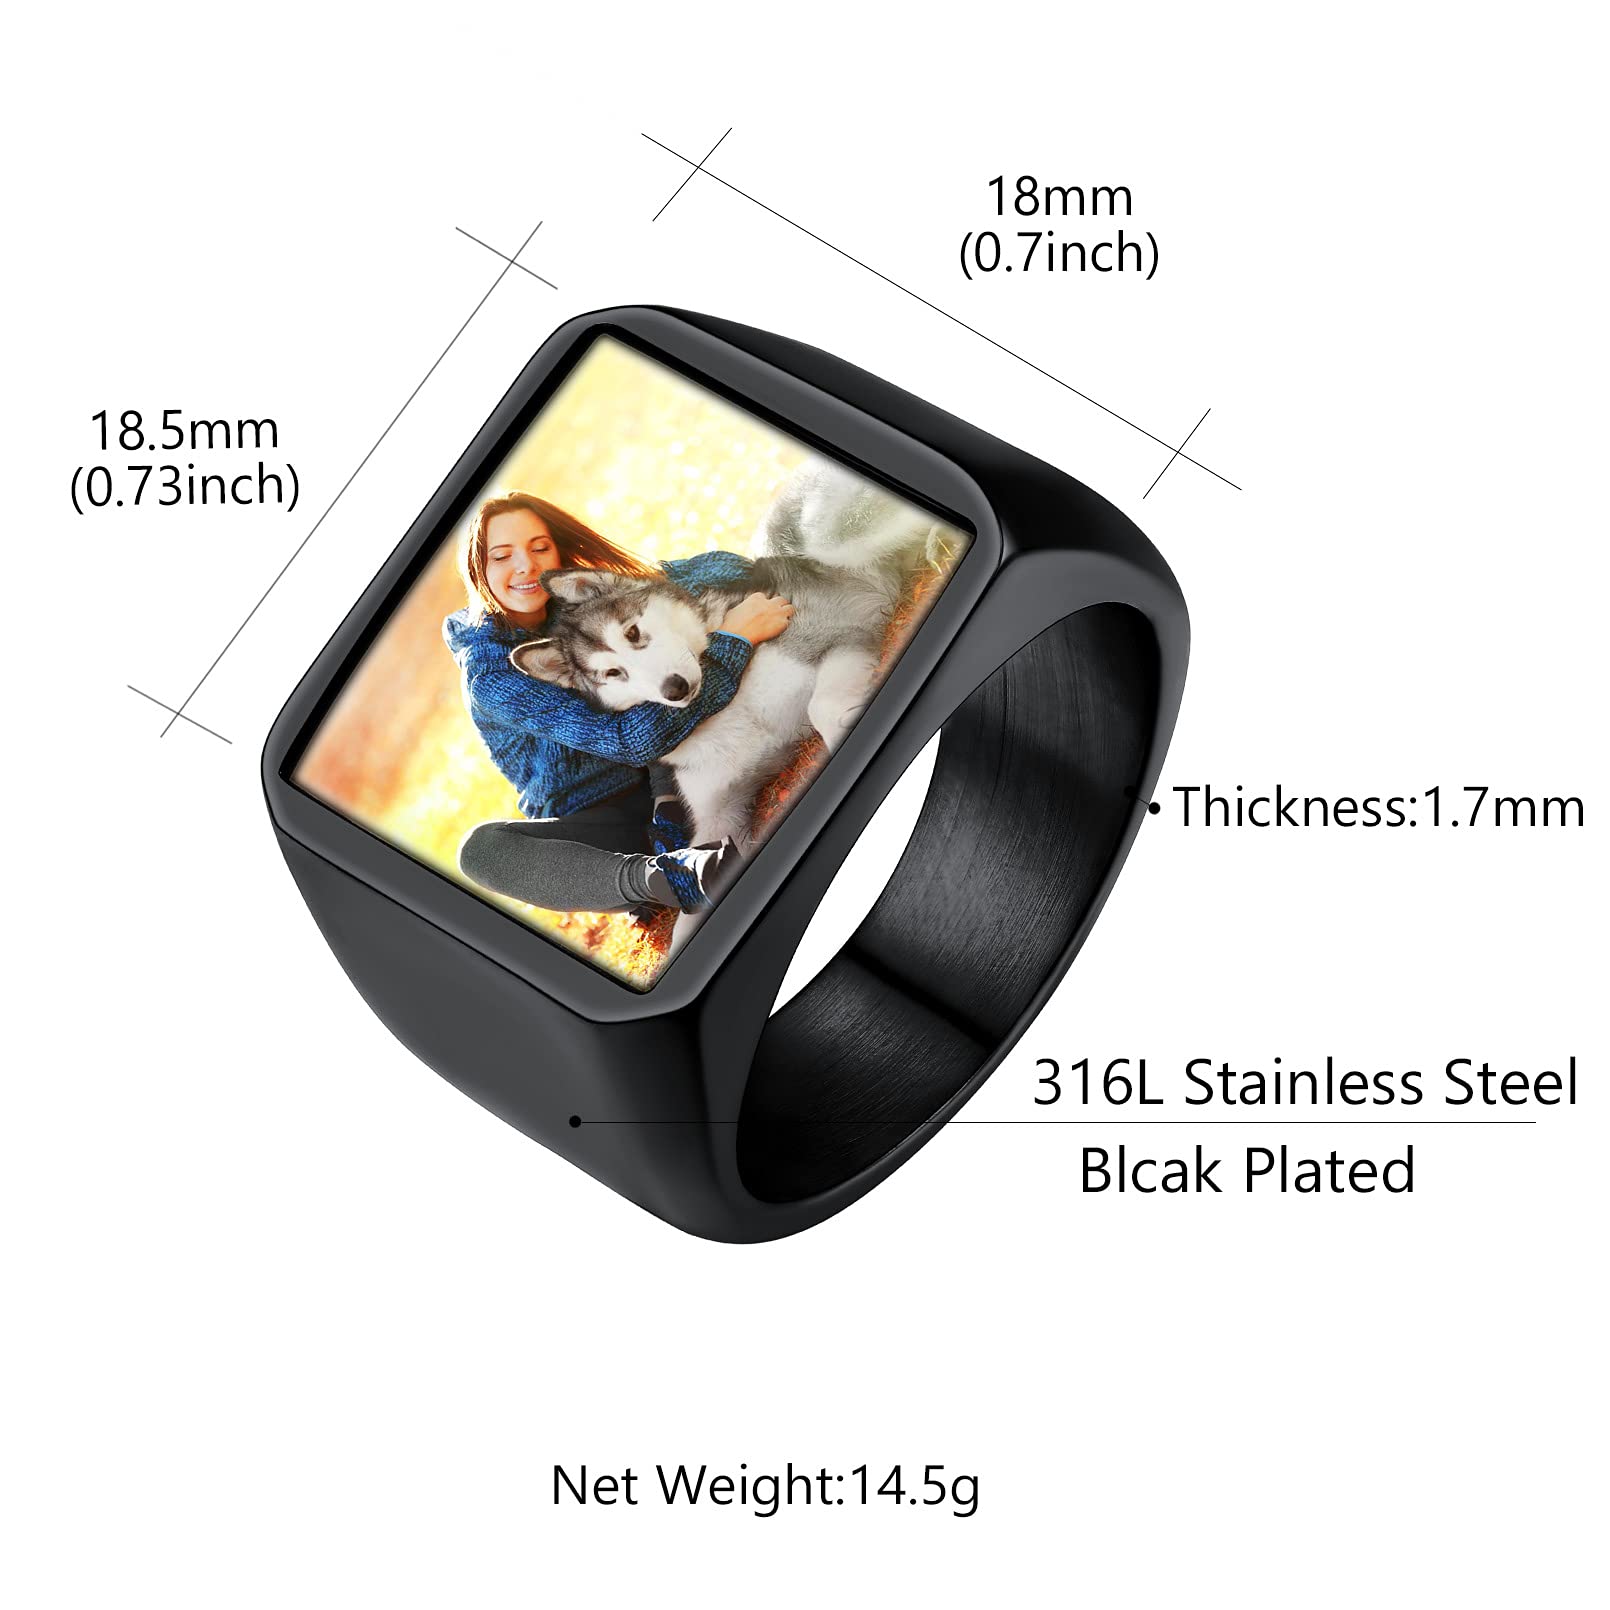 18mm
(0.7inch)
18.5mm
(0.73inch)
Thickness:1.7mm
316L Stainless Steel
Blcak Plated
Net Weight:14.5g